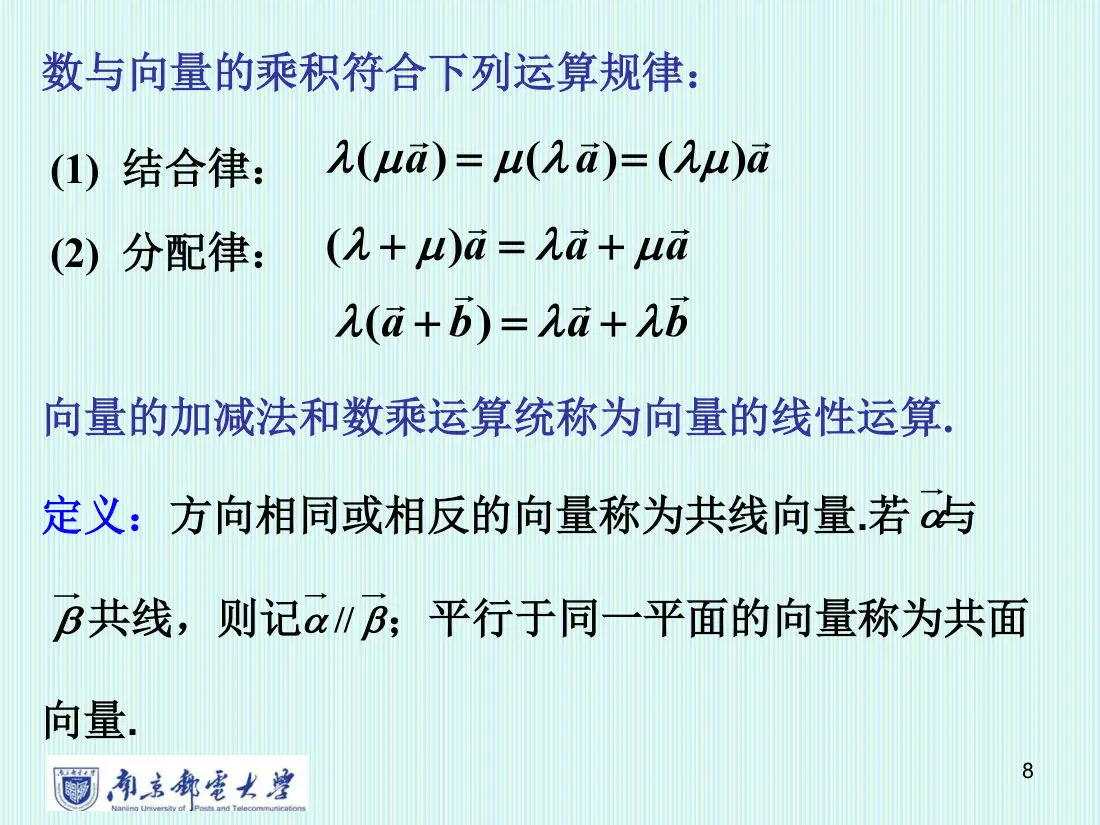 数与向量的乘积符合下列运算规律：
(1) 结合律： λ(μa⃗) = μ(λa⃗) = (λμ)a⃗
(2) 分配律： (λ + μ)a⃗ = λa⃗ + μa⃗
λ(a⃗ + b⃗) = λa⃗ + λb⃗
向量的加减法和数乘运算统称为向量的线性运算.
定义：方向相同或相反的向量称为共线向量.若 α⃗与
β⃗共线，则记α⃗ // β⃗；平行于同一平面的向量称为共面
向量.
南京邮电大学
Nanjing University of Posts and Telecommunications
8